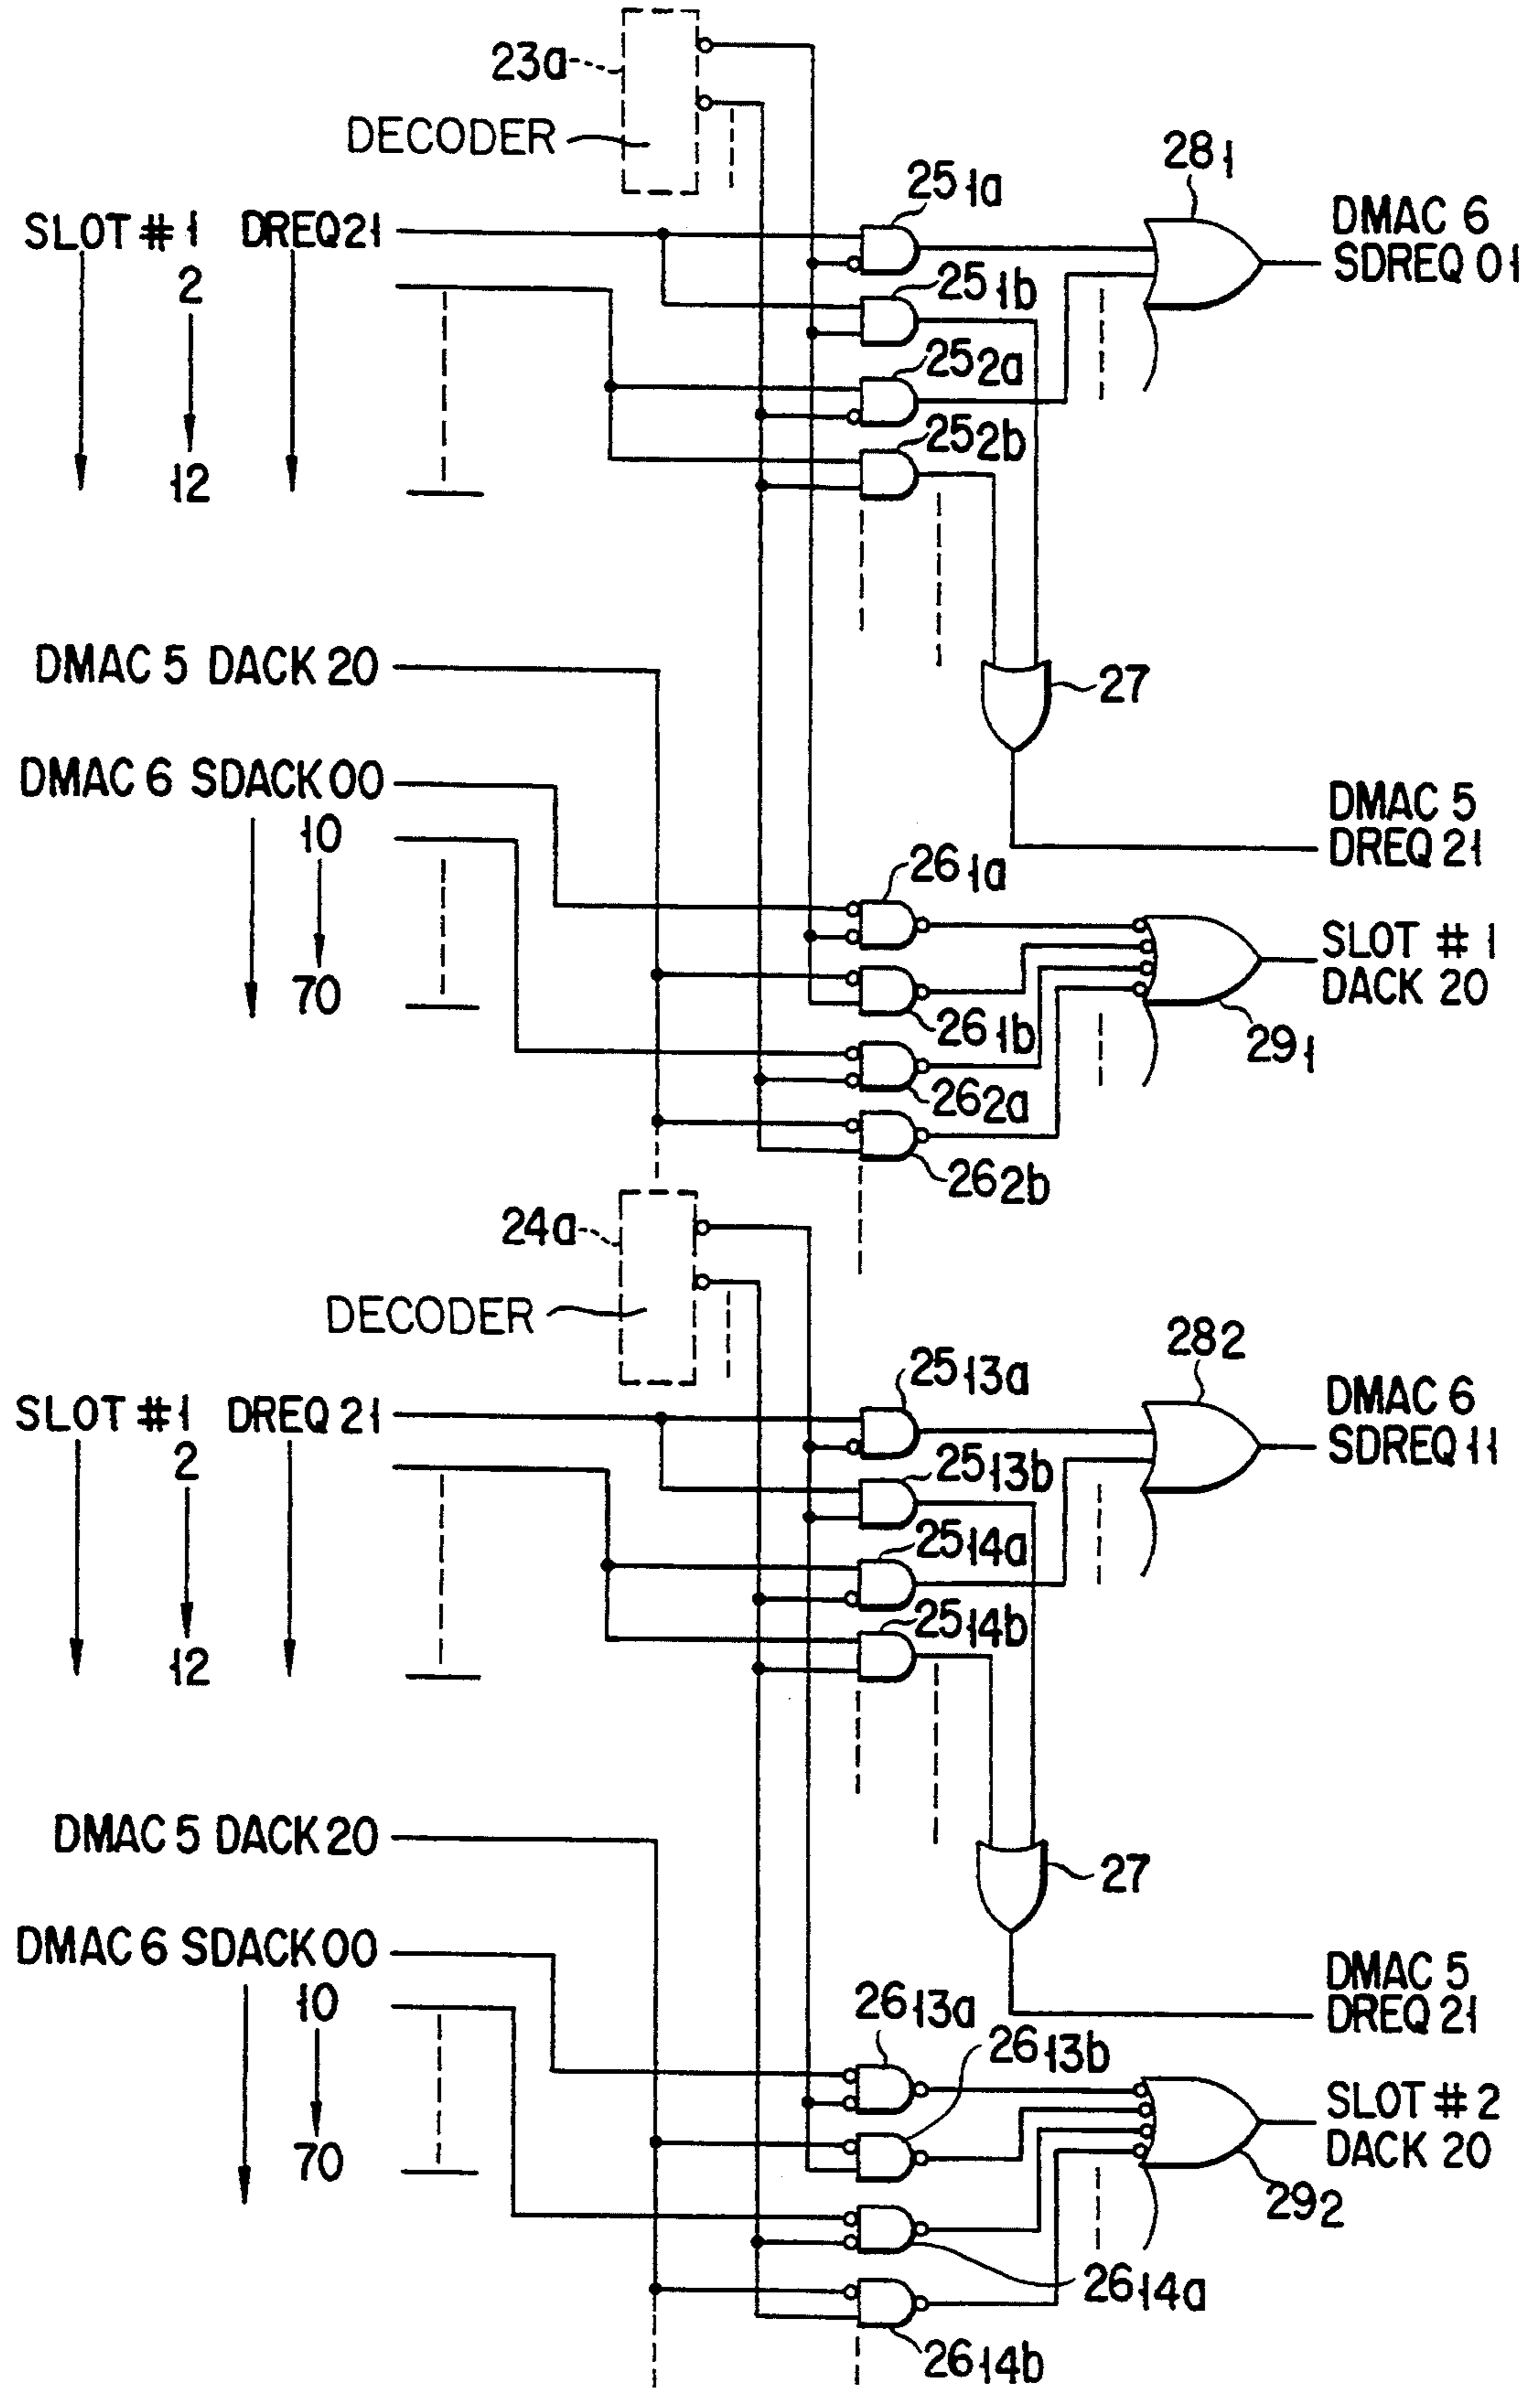 23a
DECODER
25 1a
28 1
SLOT # 1 DREQ 21
DMAC 6
SDREQ 01
2
25 1b
25 2a
25 2b
12
DMAC 5 DACK 20
27
DMAC 6 SDACK 00
10
DMAC 5
DREQ 21
26 1a
70
SLOT # 1
DACK 20
26 1b
29 1
26 2a
26 2b
24a
DECODER
25 13a
28 2
SLOT # 1 DREQ 21
DMAC 6
SDREQ 11
2
25 13b
25 14a
25 14b
12
DMAC 5 DACK 20
27
DMAC 6 SDACK 00
10
DMAC 5
DREQ 21
26 13a
26 13b
70
SLOT # 2
DACK 20
29 2
26 14a
26 14b